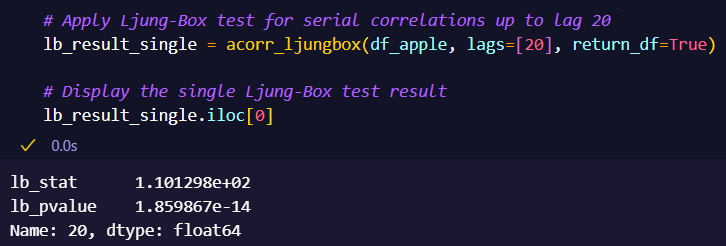 # Apply Ljung-Box test for serial correlations up to lag 20
lb_result_single = acorr_ljungbox(df_apple, lags=[20], return_df=True)
# Display the single Ljung-Box test result
lb_result_single.iloc[0]
0.0s
lb_stat 1.101298e+02
lb_pvalue 1.859867e-14
Name: 20, dtype: float64